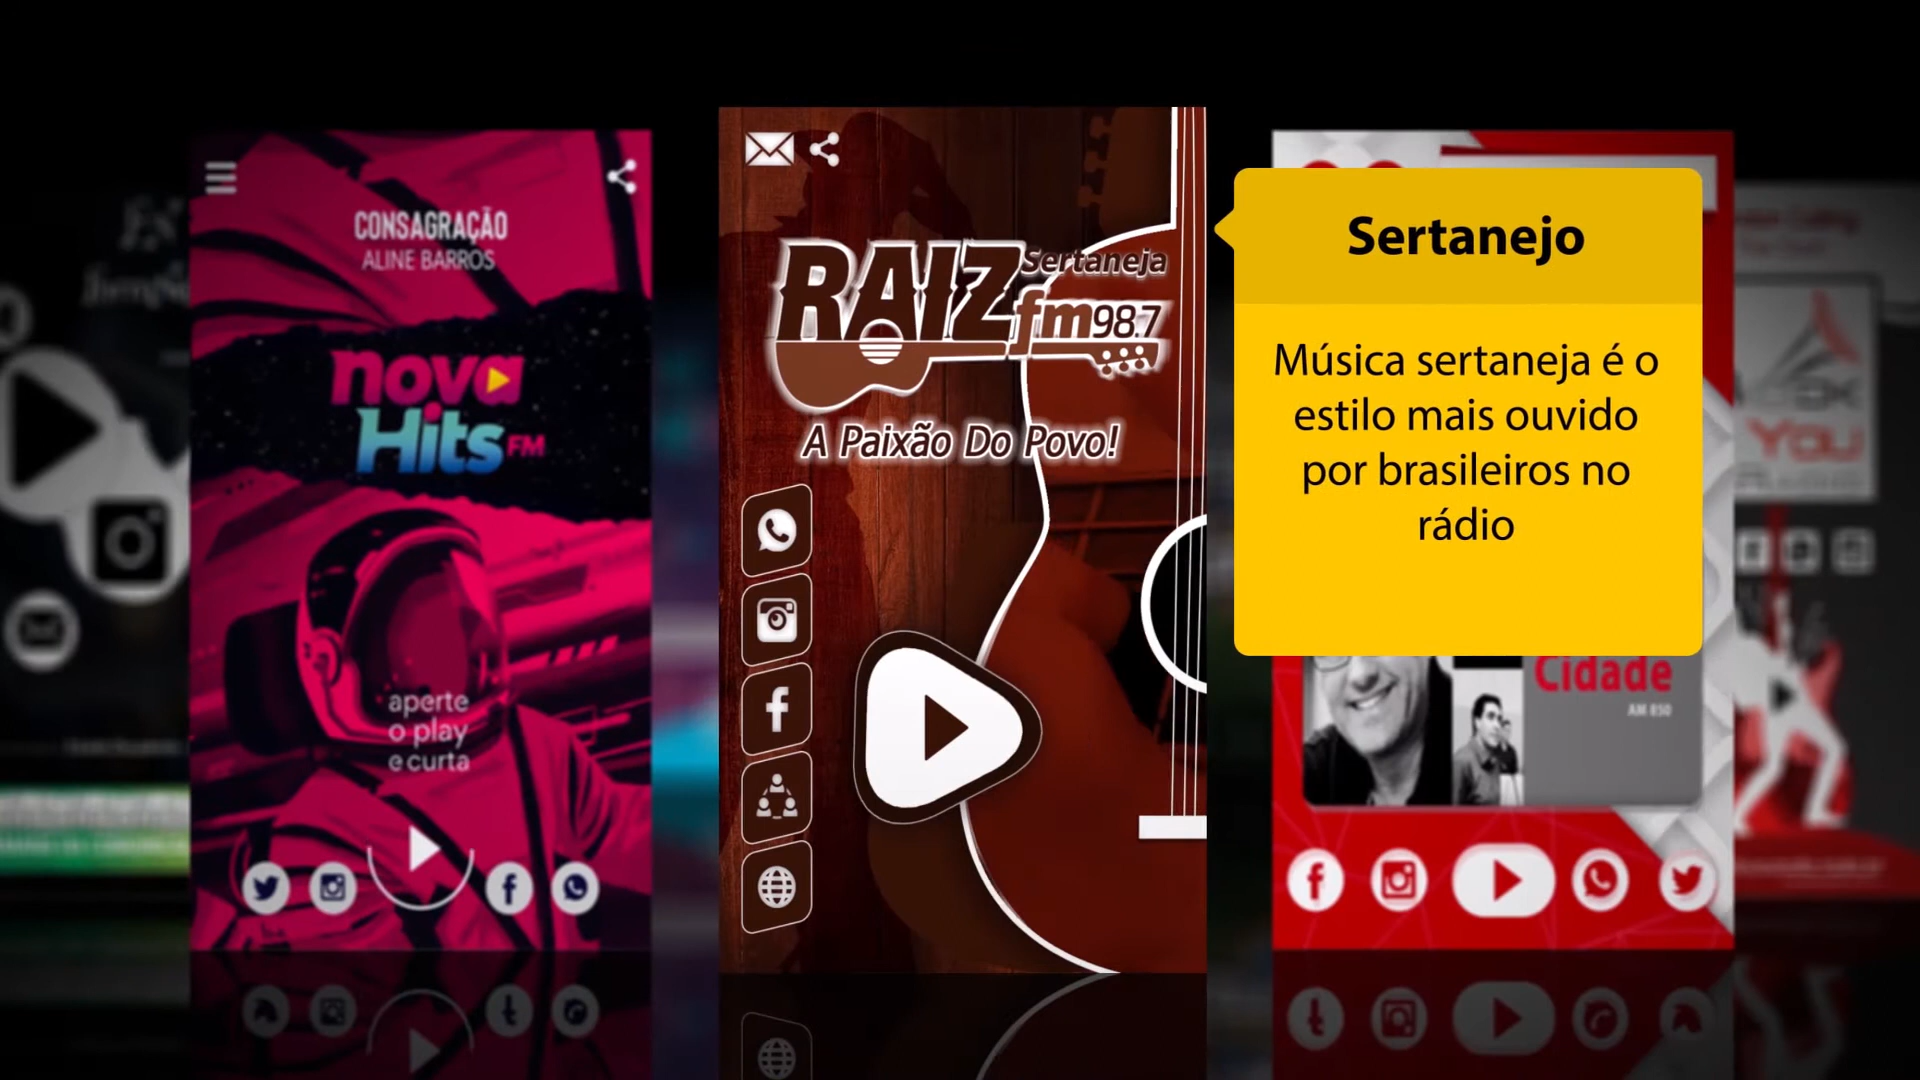 CONSAGRAÇÃO
ALINE BARROS
nova
Hits FM
aperte
o play
e curta
RAIZ Sertaneja
fm 98.7
A Paixão Do Povo!
Sertanejo
Música sertaneja é o
estilo mais ouvido
por brasileiros no
rádio
Cidade
AM 850
YOU